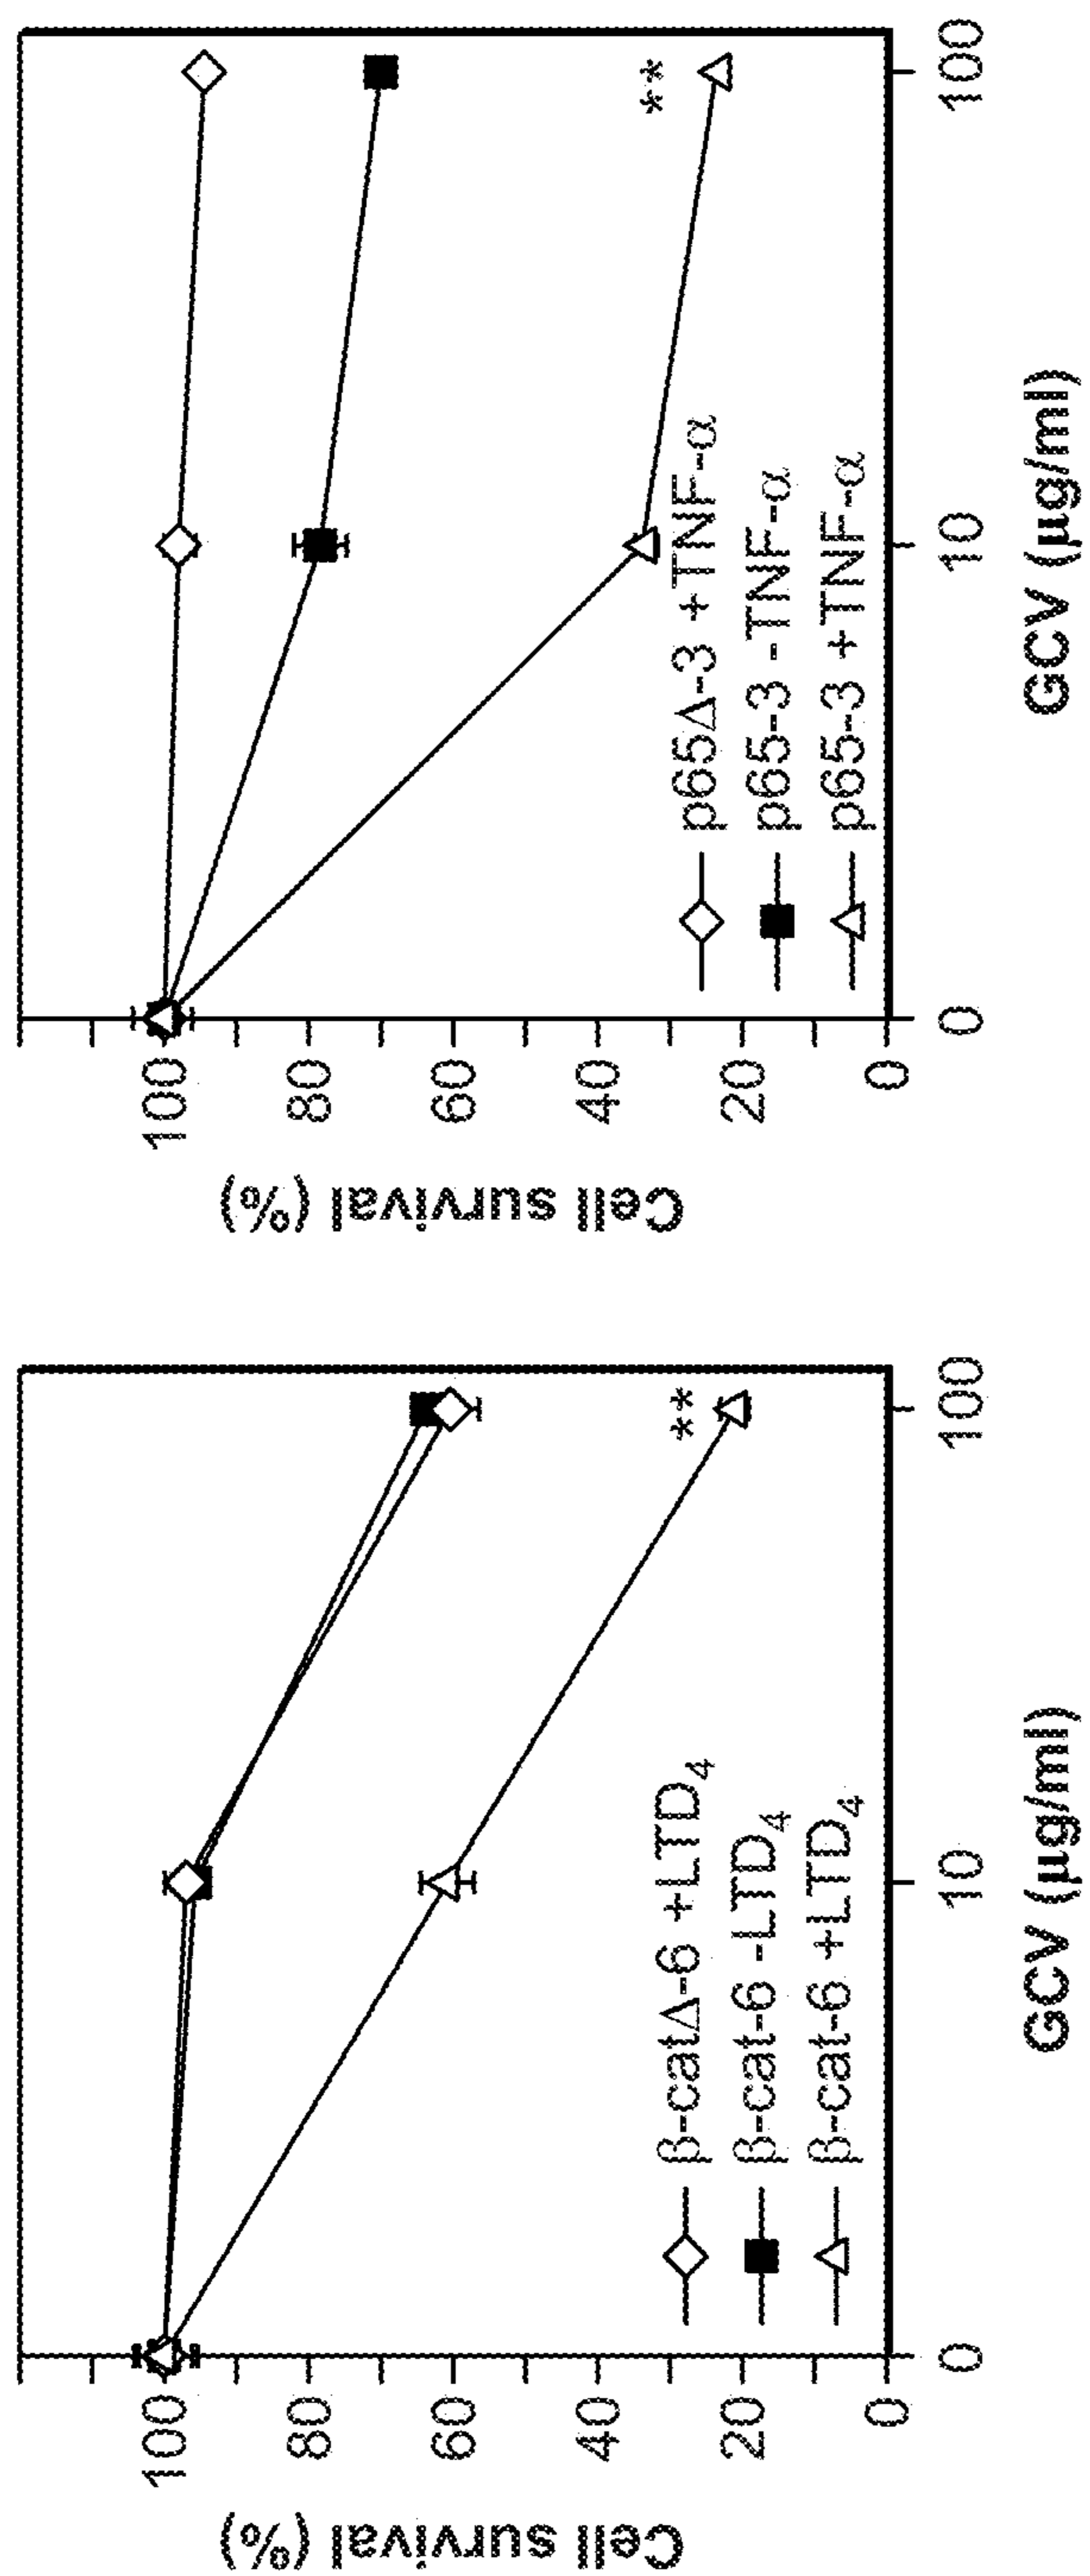 Cell survival (%)
100
80
60
40
20
0
**
β-catΔ-6 +LTD4
β-cat-6 -LTD4
β-cat-6 +LTD4
0
10
100
GCV (µg/ml)
Cell survival (%)
100
80
60
40
20
0
**
p65Δ-3 +TNF-α
p65-3 -TNF-α
p65-3 +TNF-α
0
10
100
GCV (µg/ml)